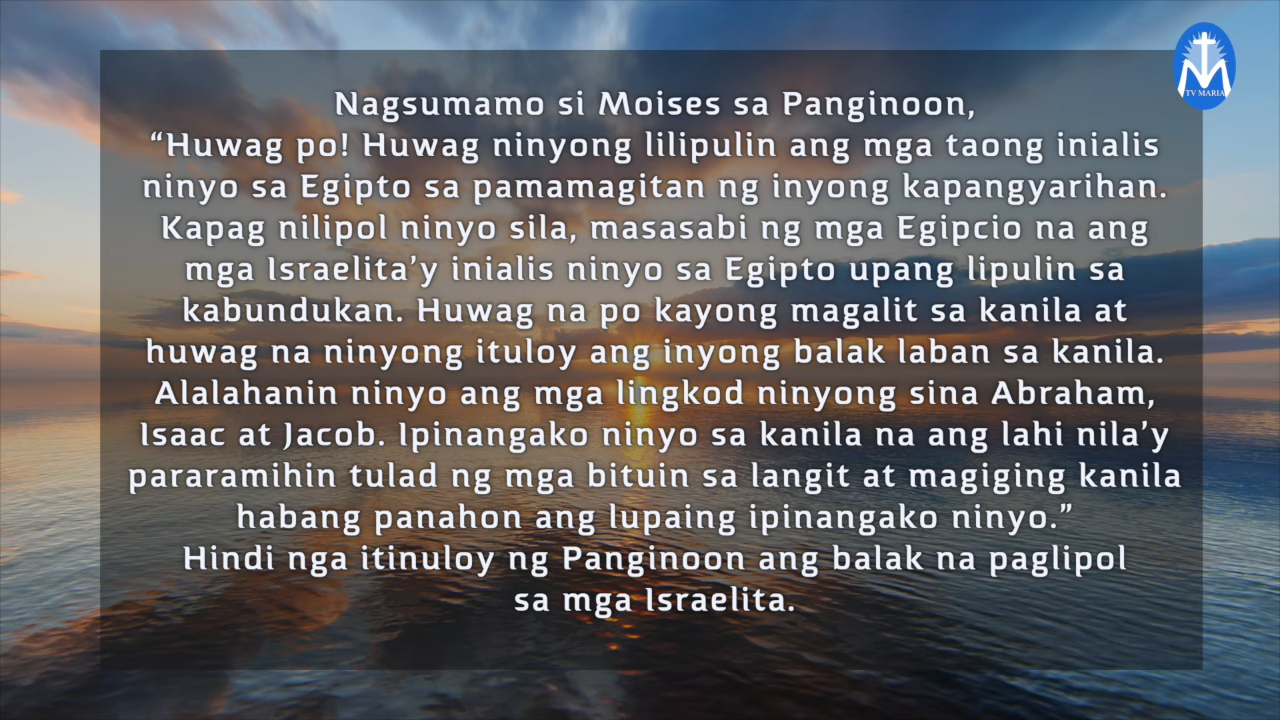 TV MARIA
Nagsumamo si Moises sa Panginoon,
“Huwag po! Huwag ninyong lilipulin ang mga taong inialis
ninyo sa Egipto sa pamamagitan ng inyong kapangyarihan.
Kapag nilipol ninyo sila, masasabi ng mga Egipcio na ang
mga Israelita’y inialis ninyo sa Egipto upang lipulin sa
kabundukan. Huwag na po kayong magalit sa kanila at
huwag na ninyong ituloy ang inyong balak laban sa kanila.
Alalahanin ninyo ang mga lingkod ninyong sina Abraham,
Isaac at Jacob. Ipinangako ninyo sa kanila na ang lahi nila’y
pararamihin tulad ng mga bituin sa langit at magiging kanila
habang panahon ang lupaing ipinangako ninyo.”
Hindi nga itinuloy ng Panginoon ang balak na paglipol
sa mga Israelita.